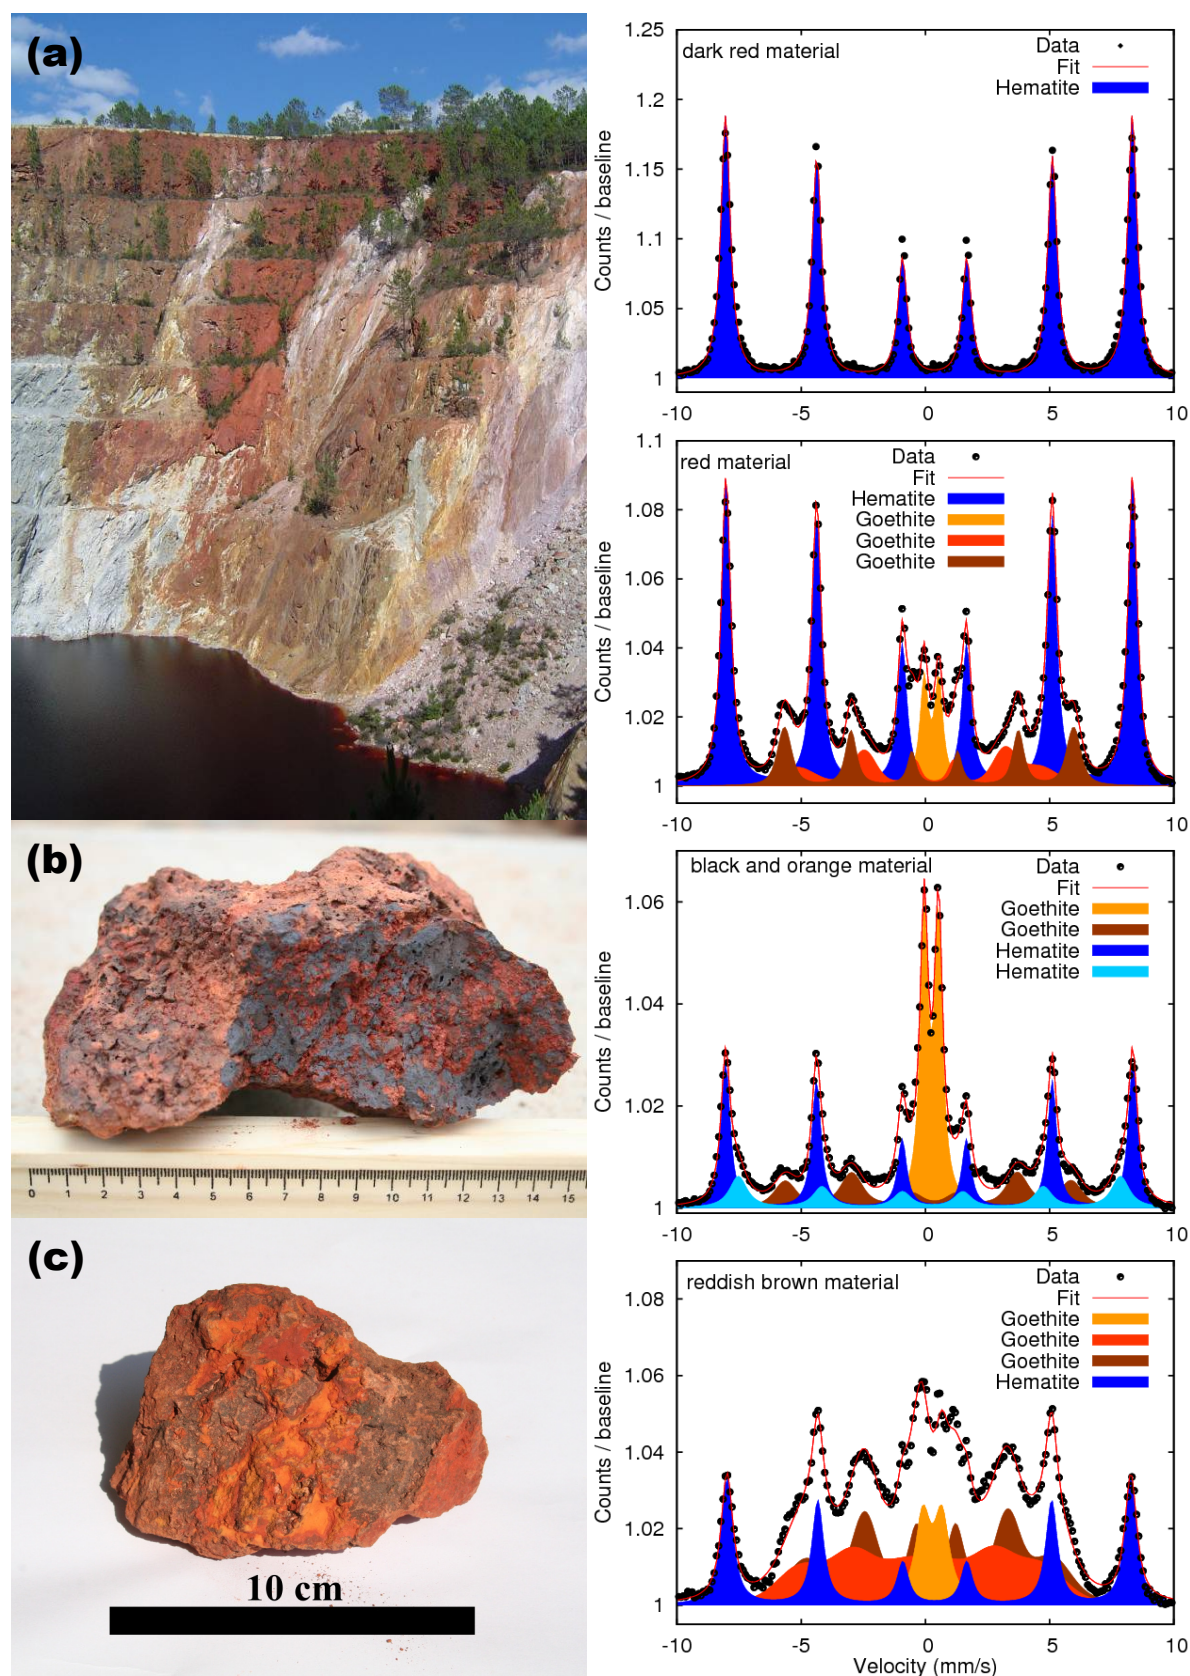 (a)
(b)
0 1 2 3 4 5 6 7 8 9 10 11 12 13 14 15
(c)
10 cm
1.25
1.2
1.15
1.1
1.05
1
Counts / baseline
dark red material
Data
Fit
Hematite
-10 -5 0 5 10
1.1
1.08
1.06
1.04
1.02
1
Counts / baseline
red material
Data
Fit
Hematite
Goethite
Goethite
Goethite
-10 -5 0 5 10
1.06
1.04
1.02
1
Counts / baseline
black and orange material
Data
Fit
Goethite
Goethite
Hematite
Hematite
-10 -5 0 5 10
1.08
1.06
1.04
1.02
1
Counts / baseline
reddish brown material
Data
Fit
Goethite
Goethite
Goethite
Hematite
-10 -5 0 5 10
Velocity (mm/s)